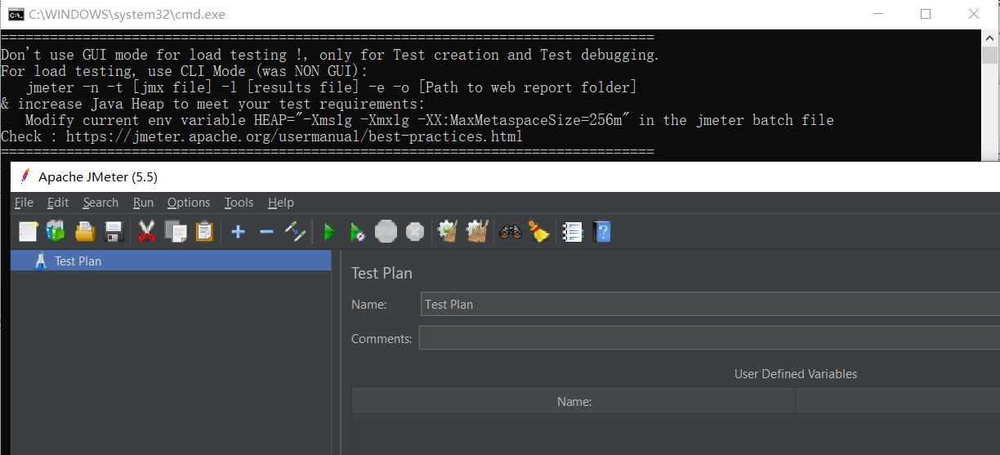 C:\WINDOWS\system32\cmd.exe
================================================================================
Don't use GUI mode for load testing !, only for Test creation and Test debugging.
For load testing, use CLI Mode (was NON GUI):
   jmeter -n -t [jmx file] -l [results file] -e -o [Path to web report folder]
& increase Java Heap to meet your test requirements:
   Modify current env variable HEAP="-Xms1g -Xmx1g -XX:MaxMetaspaceSize=256m" in the jmeter batch file
Check : https://jmeter.apache.org/usermanual/best-practices.html
================================================================================
Apache JMeter (5.5)
File Edit Search Run Options Tools Help
STOP
Test Plan
Test Plan
Name: Test Plan
Comments:
User Defined Variables
Name: